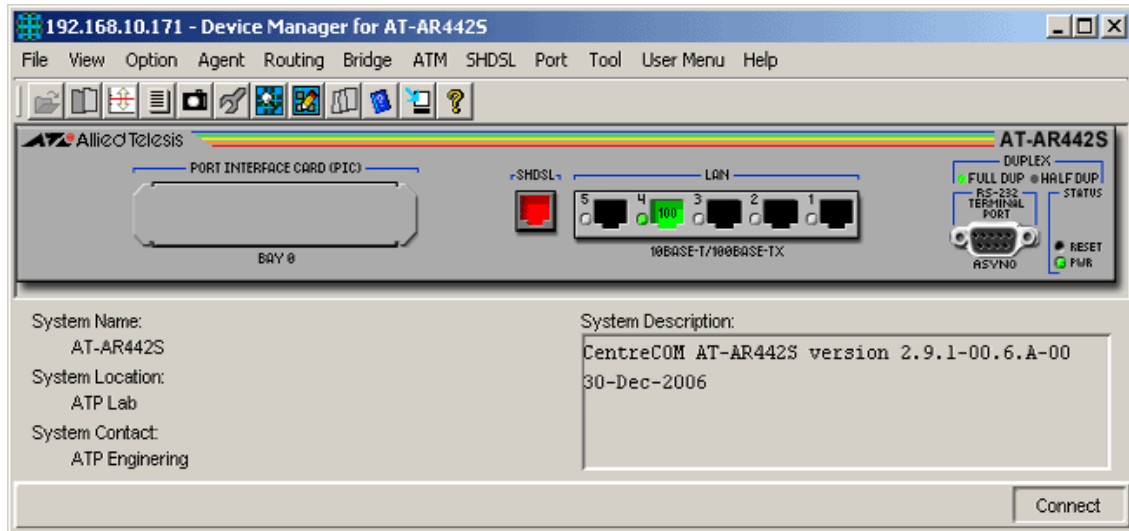 192.168.10.171 - Device Manager for AT-AR442S
File View Option Agent Routing Bridge ATM SHDSL Port Tool User Menu Help
Allied Telesis
AT-AR442S
PORT INTERFACE CARD (PIC)
BAY 0
SHDSL
LAN
5 4 3 2 1
100
10BASE-T/100BASE-TX
DUPLEX
FULL DUP HALF DUP
RS-232
TERMINAL
PORT
ASYN0
STATUS
RESET
PWR
System Name:
AT-AR442S
System Location:
ATP Lab
System Contact:
ATP Enginering
System Description:
CentreCOM AT-AR442S version 2.9.1-00.6.A-00
30-Dec-2006
Connect